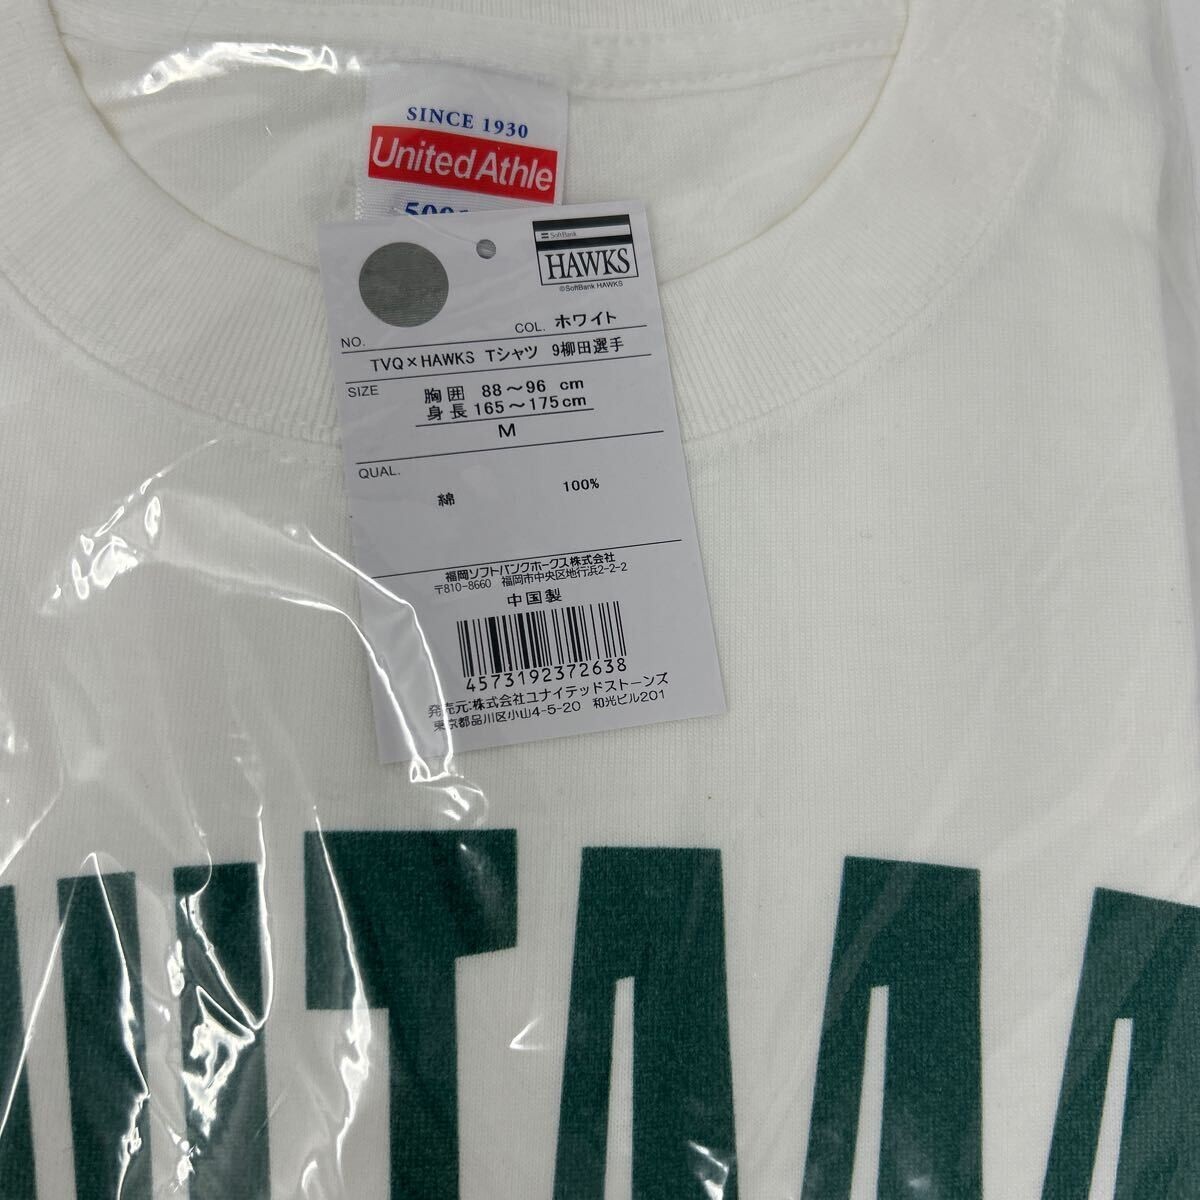 SINCE 1930
United Athle
SoftBank
HAWKS
©SoftBank HAWKS
NO.
COL. ホワイト
TVQ×HAWKS Tシャツ 9柳田選手
SIZE
胸囲 88～96 cm
身長 165～175cm
M
QUAL.
綿 100%
福岡ソフトバンクホークス株式会社
〒810-8660 福岡市中央区地行浜2-2-2
中国製
4573192372638
発売元:株式会社ユナイテッドストーンズ
東京都品川区小山4-5-20 和光ビル201